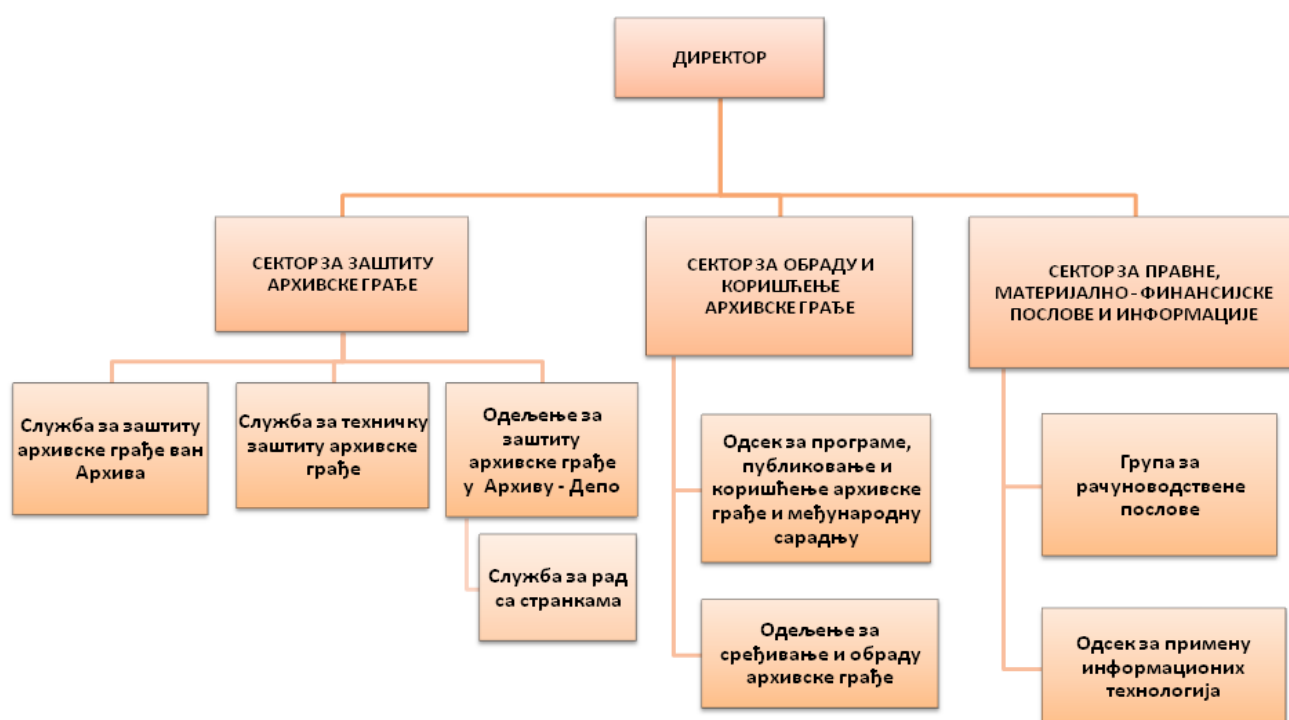 ДИРЕКТОР
СЕКТОР ЗА ЗАШТИТУ
АРХИВСКЕ ГРАЂЕ
СЕКТОР ЗА ОБРАДУ И
КОРИШЋЕЊЕ
АРХИВСКЕ ГРАЂЕ
СЕКТОР ЗА ПРАВНЕ,
МАТЕРИЈАЛНО - ФИНАНСИЈСКЕ
ПОСЛОВЕ И ИНФОРМАЦИЈЕ
Служба за заштиту
архивске грађе ван
Архива
Служба за техничку
заштиту архивске
грађе
Одељење за
заштиту
архивске грађе
у Архиву - Депо
Служба за рад
са странкама
Одсек за програме,
публиковање и
коришћење архивске
грађе и међународну
сарадњу
Одељење за
сређивање и обраду
архивске грађе
Група за
рачуноводствене
послове
Одсек за примену
информационих
технологија